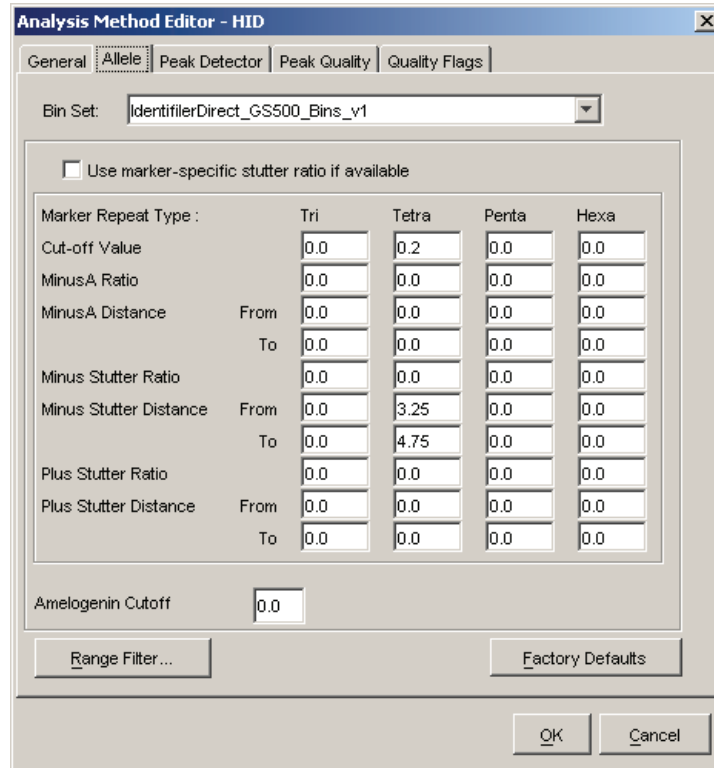 Analysis Method Editor - HID
General Allele Peak Detector Peak Quality Quality Flags
Bin Set: IdentifilerDirect_GS500_Bins_v1
Use marker-specific stutter ratio if available
Marker Repeat Type : Tri Tetra Penta Hexa
Cut-off Value 0.0 0.2 0.0 0.0
MinusA Ratio 0.0 0.0 0.0 0.0
MinusA Distance From 0.0 0.0 0.0 0.0
To 0.0 0.0 0.0 0.0
Minus Stutter Ratio 0.0 0.0 0.0 0.0
Minus Stutter Distance From 0.0 3.25 0.0 0.0
To 0.0 4.75 0.0 0.0
Plus Stutter Ratio 0.0 0.0 0.0 0.0
Plus Stutter Distance From 0.0 0.0 0.0 0.0
To 0.0 0.0 0.0 0.0
Amelogenin Cutoff 0.0
Range Filter... Factory Defaults
OK Cancel